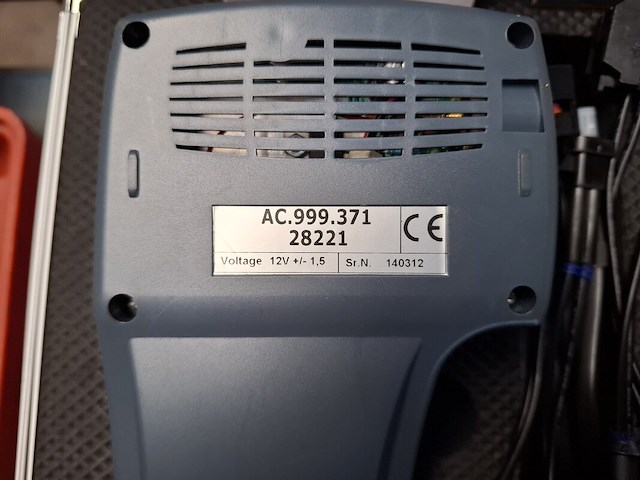 AC.999.371
28221
CE
Voltage 12V +/- 1,5 Sr.N. 140312